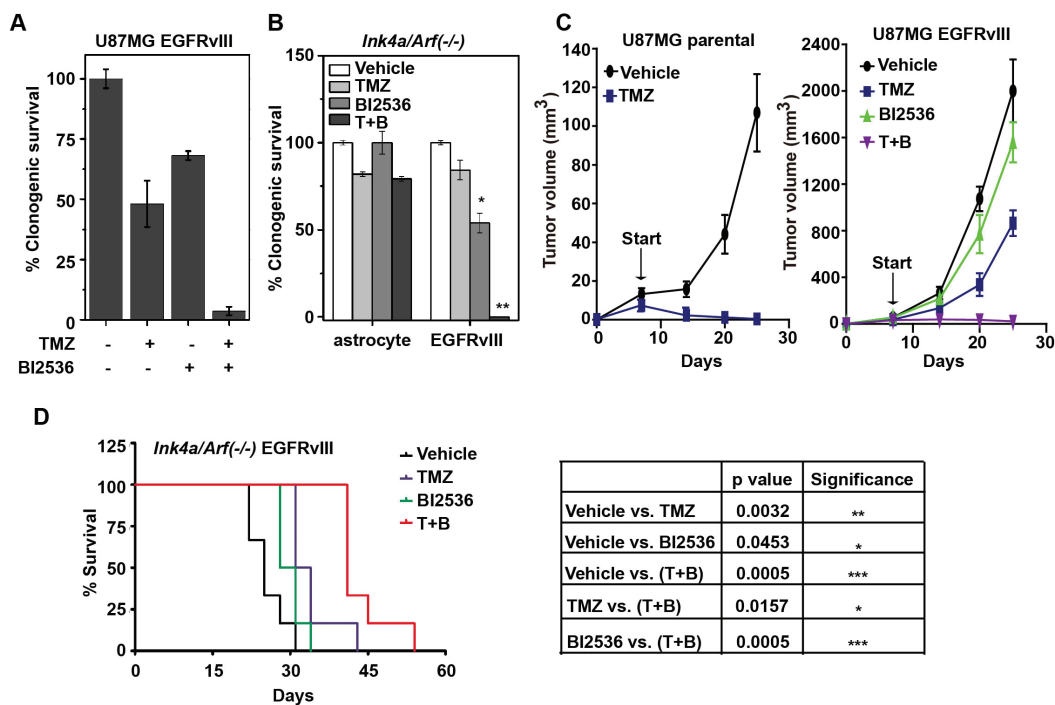 A
U87MG EGFRvIII
% Clonogenic survival
100
75
50
25
0
TMZ - + - +
BI2536 - - + +
B
Ink4a/Arf(-/-)
% Clonogenic survival
150
100
75
50
25
0
Vehicle
TMZ
BI2536
T+B
*
**
astrocyte EGFRvIII
C
U87MG parental
Tumor volume (mm3)
140
120
100
80
60
40
20
0
Vehicle
TMZ
Start
0 10 20 30
Days
U87MG EGFRvIII
Tumor volume (mm3)
2400
2000
1600
1200
800
400
0
Vehicle
TMZ
BI2536
T+B
Start
0 10 20 30
Days
D
Ink4a/Arf(-/-) EGFRvIII
% Survival
125
100
75
50
25
0
Vehicle
TMZ
BI2536
T+B
0 15 30 45 60
Days
p value Significance
Vehicle vs. TMZ 0.0032 **
Vehicle vs. BI2536 0.0453 *
Vehicle vs. (T+B) 0.0005 ***
TMZ vs. (T+B) 0.0157 *
BI2536 vs. (T+B) 0.0005 ***